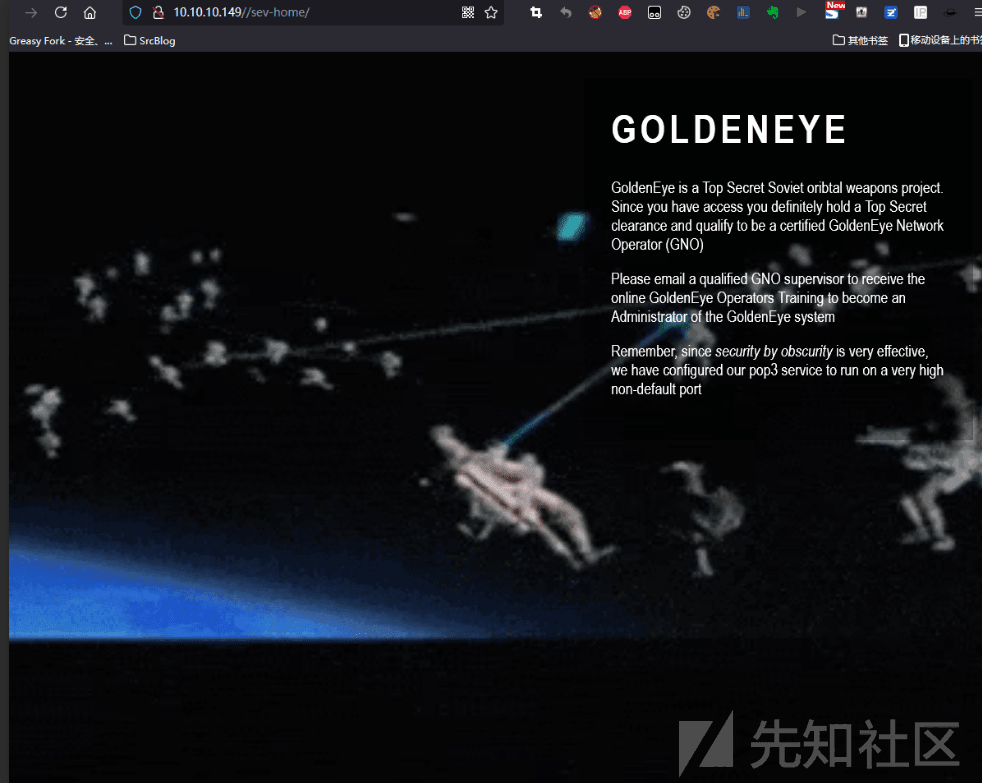 10.10.10.149//sev-home/
New
ABP
IP
Greasy Fork - 安全、...
SrcBlog
其他书签
移动设备上的书签
GOLDENEYE
GoldenEye is a Top Secret Soviet oribtal weapons project.
Since you have access you definitely hold a Top Secret
clearance and qualify to be a certified GoldenEye Network
Operator (GNO)
Please email a qualified GNO supervisor to receive the
online GoldenEye Operators Training to become an
Administrator of the GoldenEye system
Remember, since security by obscurity is very effective,
we have configured our pop3 service to run on a very high
non-default port
先知社区